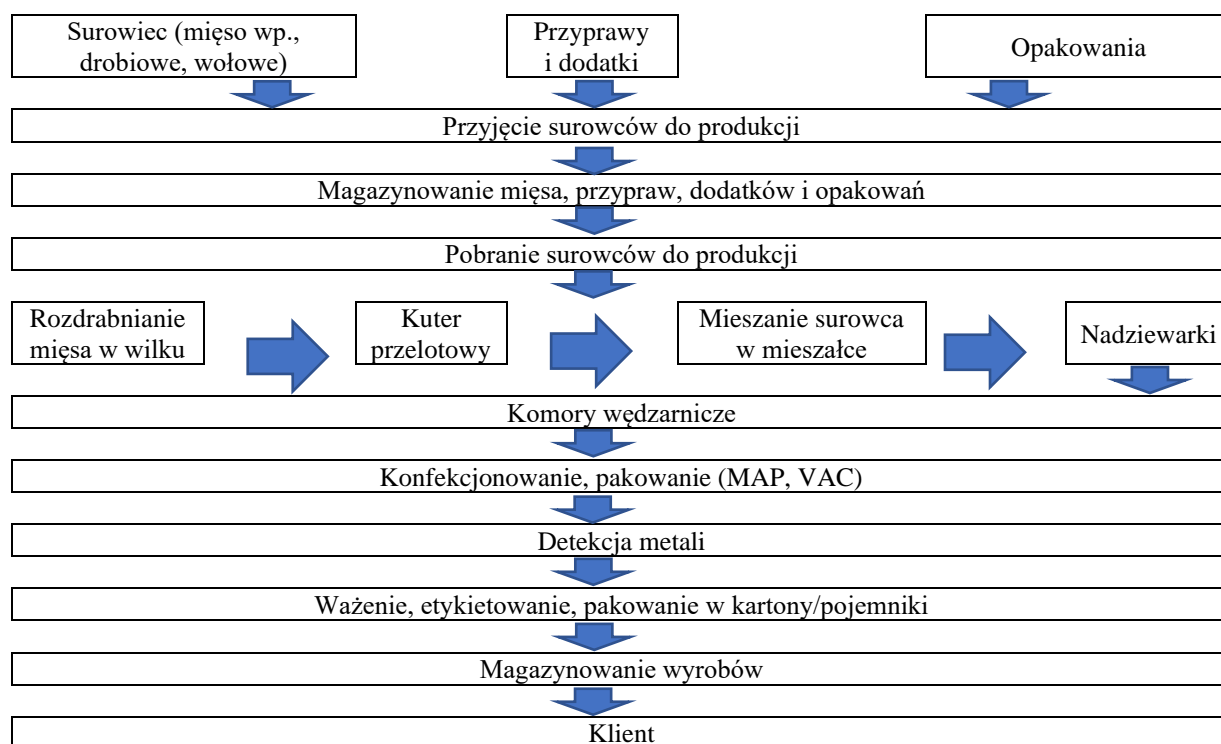 Surowiec (mięso wp.,
drobiowe, wołowe)
Przyprawy
i dodatki
Opakowania
Przyjęcie surowców do produkcji
Magazynowanie mięsa, przypraw, dodatków i opakowań
Pobranie surowców do produkcji
Rozdrabnianie
mięsa w wilku
Kuter
przelotowy
Mieszanie surowca
w mieszałce
Nadziewarki
Komory wędzarnicze
Konfekcjonowanie, pakowanie (MAP, VAC)
Detekcja metali
Ważenie, etykietowanie, pakowanie w kartony/pojemniki
Magazynowanie wyrobów
Klient